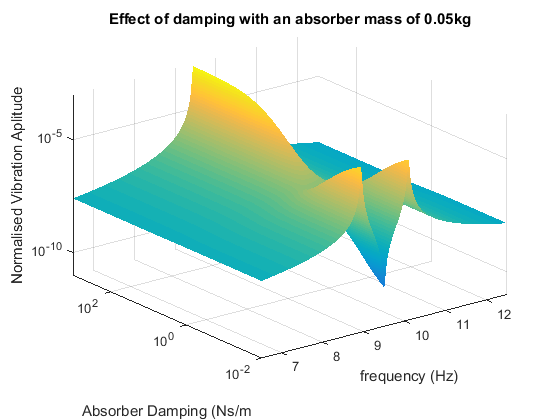 Effect of damping with an absorber mass of 0.05kg
Normalised Vibration Aplitude
10^-5
10^-10
10^2
10^0
10^-2
7
8
9
10
11
12
frequency (Hz)
Absorber Damping (Ns/m